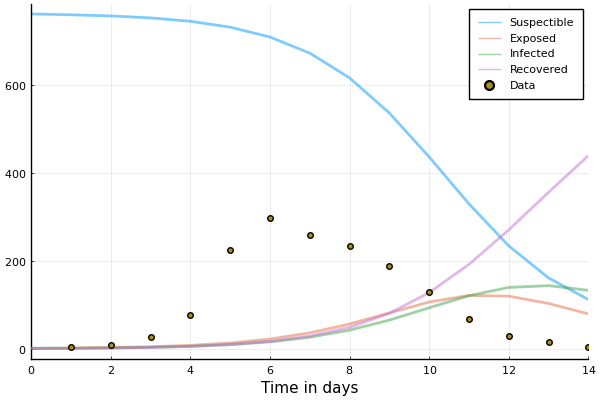 Suspectible
Exposed
Infected
Recovered
Data
600
400
200
0
0 2 4 6 8 10 12 14
Time in days